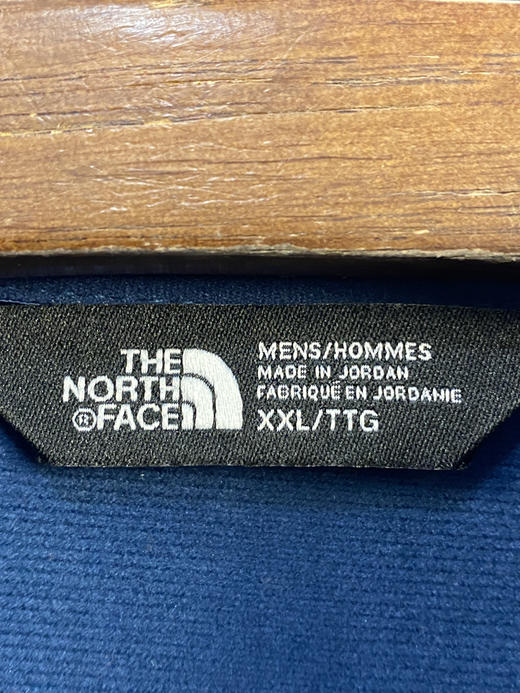 THE
NORTH
®FACE
MENS/HOMMES
MADE IN JORDAN
FABRIQUÉ EN JORDANIE
XXL/TTG